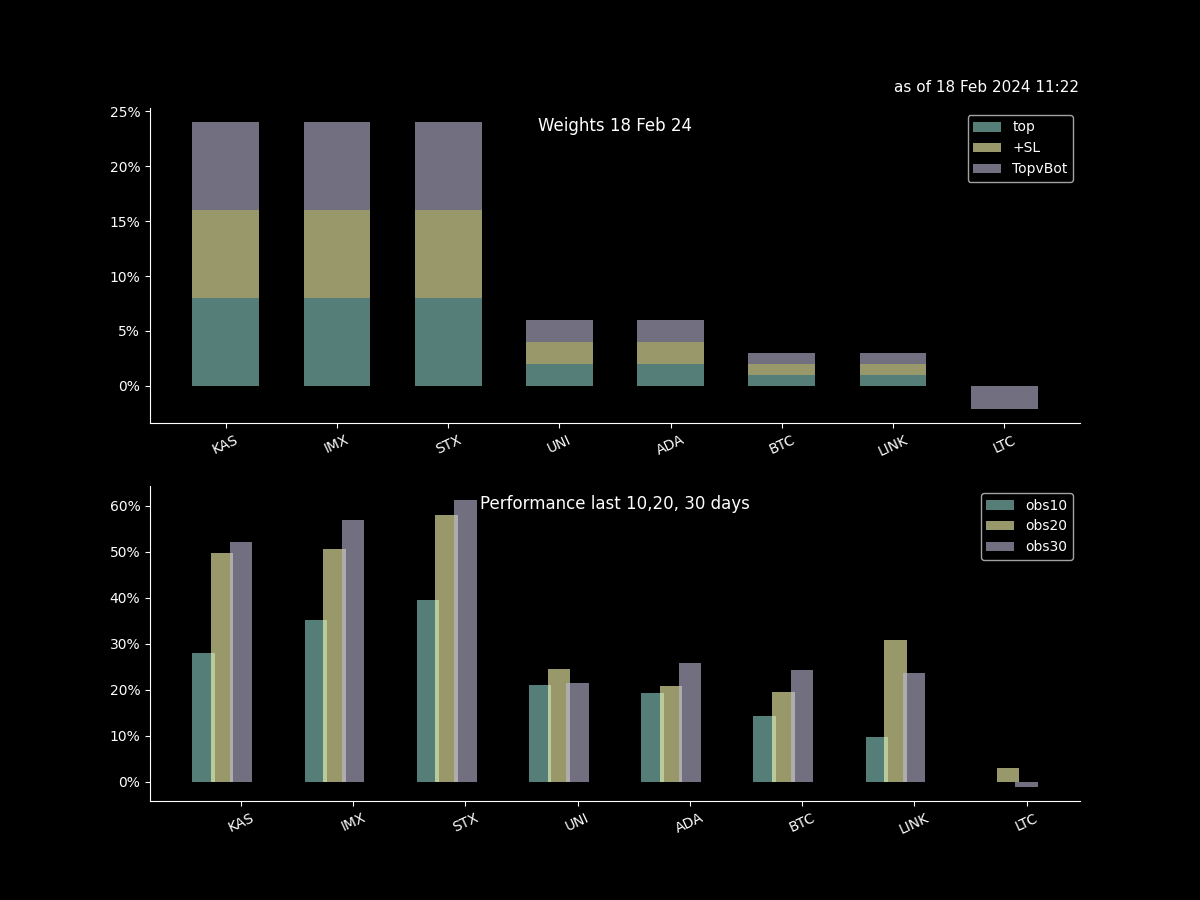 as of 18 Feb 2024 11:22
Weights 18 Feb 24
top
+SL
TopvBot
25%
20%
15%
10%
5%
0%
KAS IMX STX UNI ADA BTC LINK LTC
Performance last 10,20, 30 days
obs10
obs20
obs30
60%
50%
40%
30%
20%
10%
0%
KAS IMX STX UNI ADA BTC LINK LTC